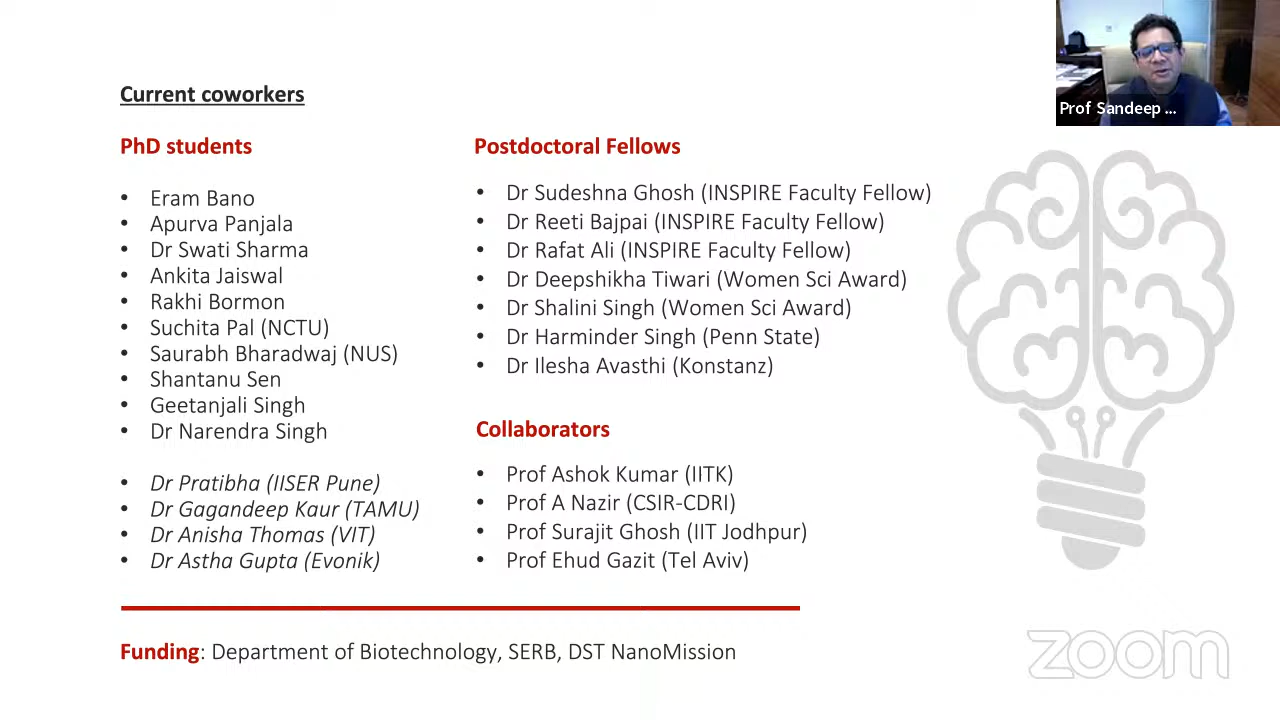 Prof Sandeep ...
Current coworkers
PhD students
• Eram Bano
• Apurva Panjala
• Dr Swati Sharma
• Ankita Jaiswal
• Rakhi Bormon
• Suchita Pal (NCTU)
• Saurabh Bharadwaj (NUS)
• Shantanu Sen
• Geetanjali Singh
• Dr Narendra Singh
• Dr Pratibha (IISER Pune)
• Dr Gagandeep Kaur (TAMU)
• Dr Anisha Thomas (VIT)
• Dr Astha Gupta (Evonik)
Postdoctoral Fellows
• Dr Sudeshna Ghosh (INSPIRE Faculty Fellow)
• Dr Reeti Bajpai (INSPIRE Faculty Fellow)
• Dr Rafat Ali (INSPIRE Faculty Fellow)
• Dr Deepshikha Tiwari (Women Sci Award)
• Dr Shalini Singh (Women Sci Award)
• Dr Harminder Singh (Penn State)
• Dr Ilesha Avasthi (Konstanz)
Collaborators
• Prof Ashok Kumar (IITK)
• Prof A Nazir (CSIR-CDRI)
• Prof Surajit Ghosh (IIT Jodhpur)
• Prof Ehud Gazit (Tel Aviv)
Funding: Department of Biotechnology, SERB, DST NanoMission
zoom